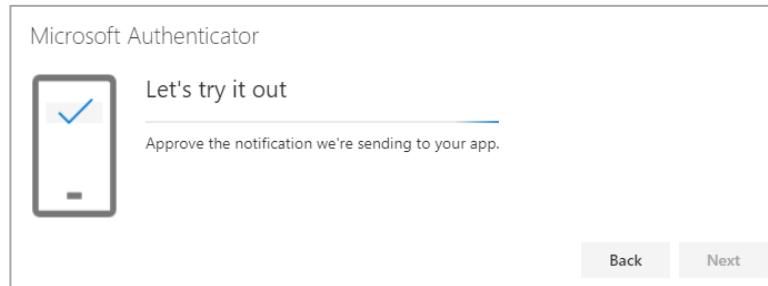 Microsoft Authenticator
Let's try it out
Approve the notification we're sending to your app.
Back
Next